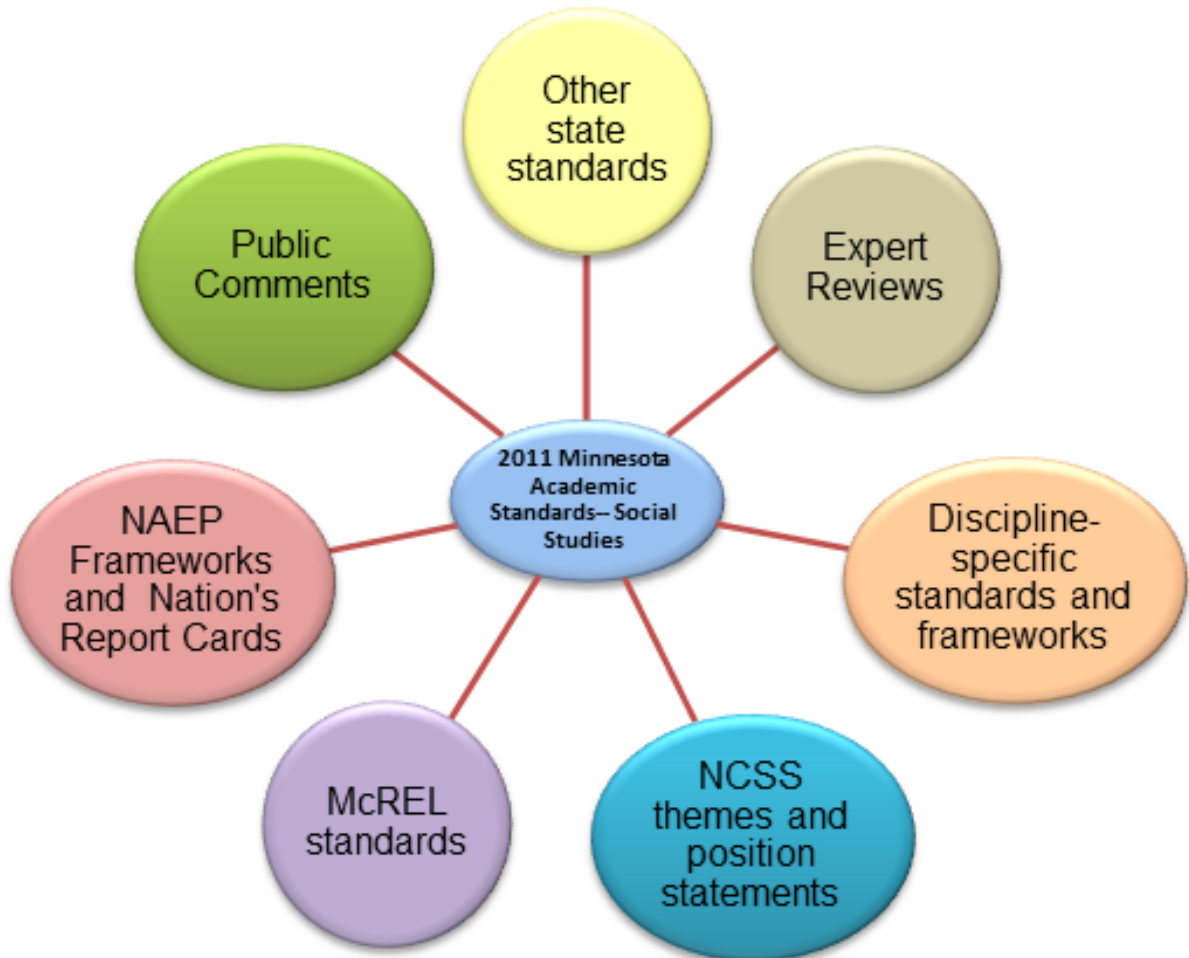 Other
state
standards
Public
Comments
Expert
Reviews
2011 Minnesota
Academic
Standards-- Social
Studies
NAEP
Frameworks
and Nation's
Report Cards
Discipline-
specific
standards and
frameworks
McREL
standards
NCSS
themes and
position
statements